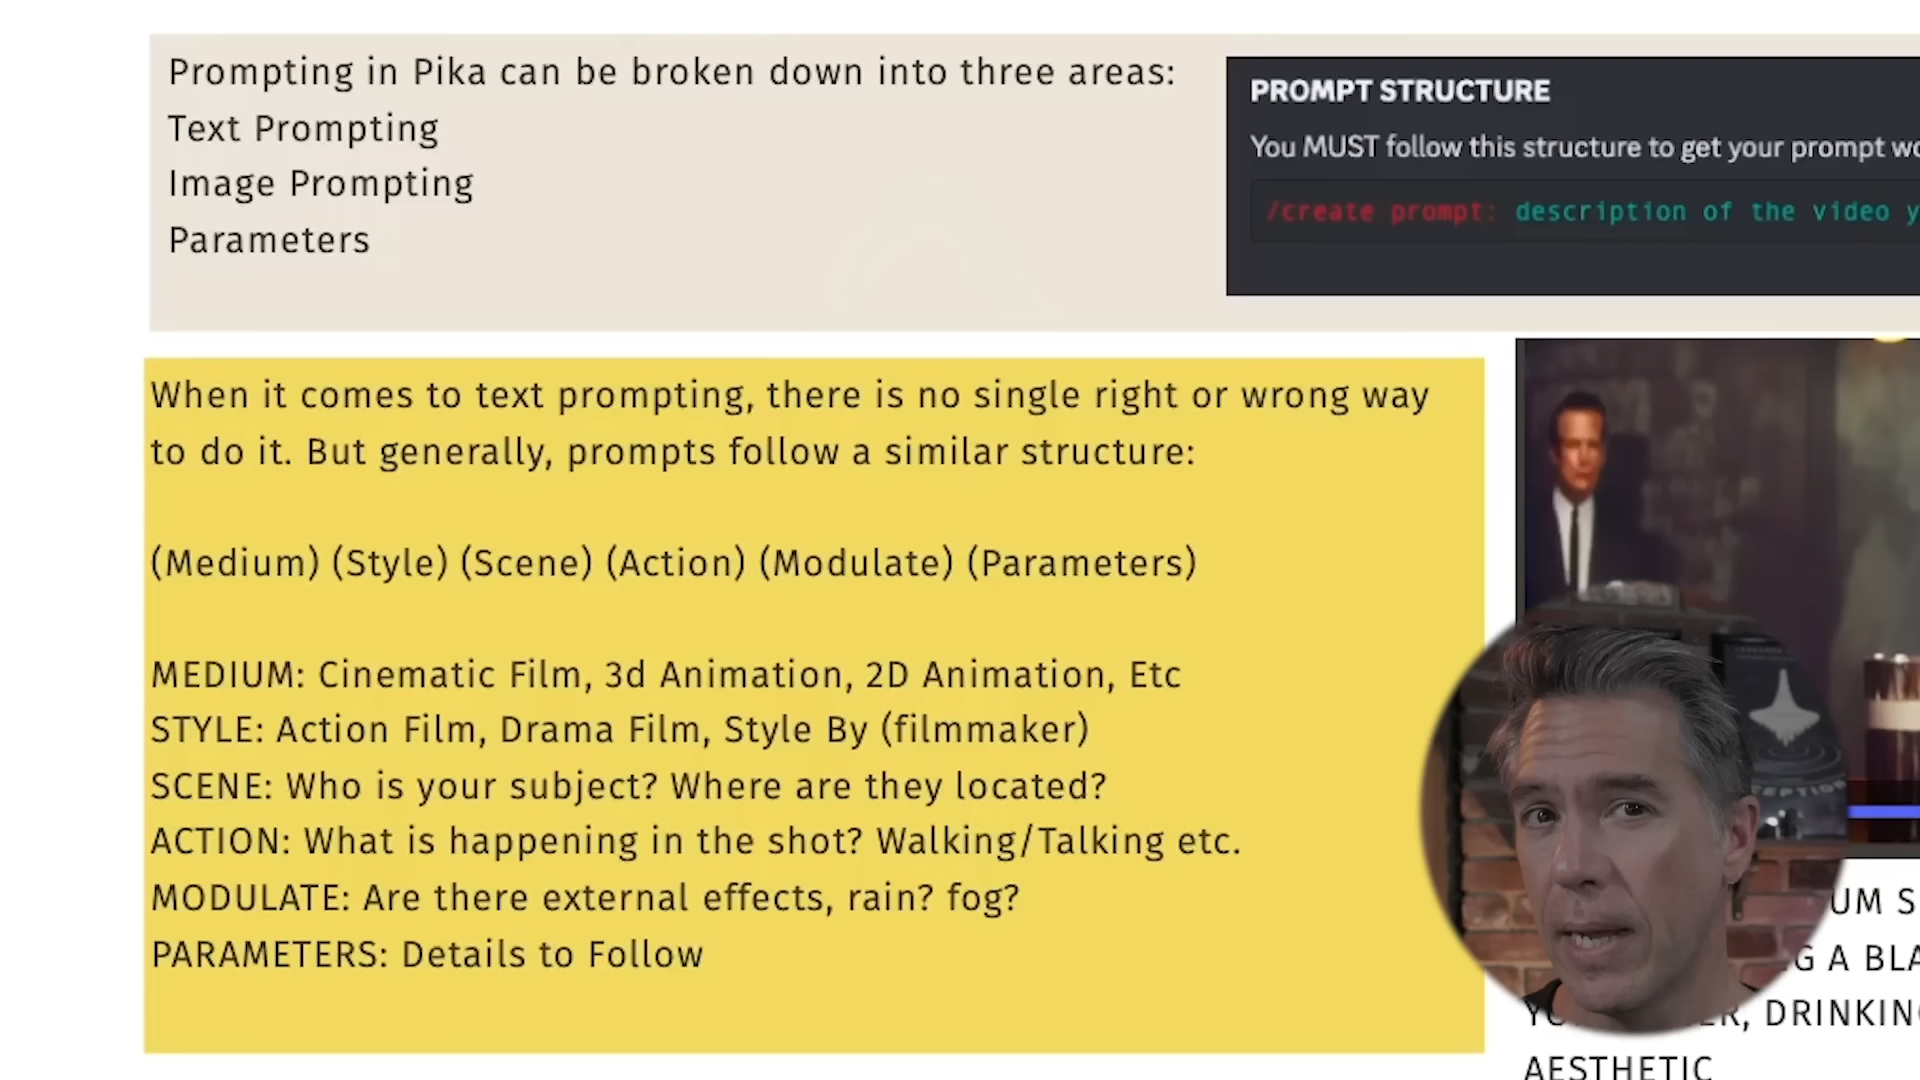 Prompting in Pika can be broken down into three areas:
Text Prompting
Image Prompting
Parameters
PROMPT STRUCTURE
You MUST follow this structure to get your prompt
/create prompt: description of the video
When it comes to text prompting, there is no single right or wrong way
to do it. But generally, prompts follow a similar structure:
(Medium) (Style) (Scene) (Action) (Modulate) (Parameters)
MEDIUM: Cinematic Film, 3d Animation, 2D Animation, Etc
STYLE: Action Film, Drama Film, Style By (filmmaker)
SCENE: Who is your subject? Where are they located?
ACTION: What is happening in the shot? Walking/Talking etc.
MODULATE: Are there external effects, rain? fog?
PARAMETERS: Details to Follow
A
DRINKING
AESTHETIC